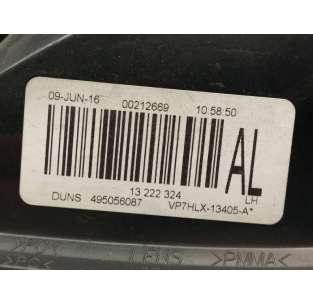 09-JUN-16 00212669 10:58:50
AL
LH
13 222 324
DUNS 495056087 VP7HLX-13405-A*
>PMMA<